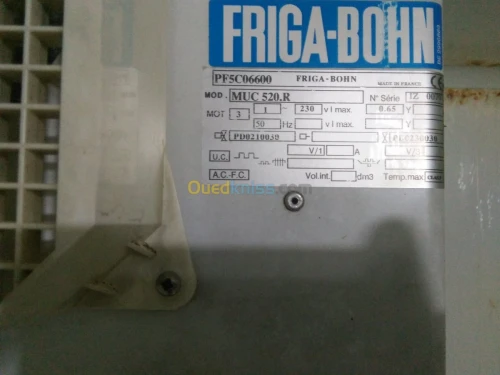 FRIGA-BOHN
PF5C06600 FRIGA-BOHN MADE IN FRANCE
MOD. MUC 520.R N° Série IZ
MOT 3 1 ~ 230 v I max. 0.65 Y
50 Hz v I max. Y
PD0210030
U.C. V/1 A
A.C.-F.C. Vol.int. dm3 Temp.max
Ouedkniss.com